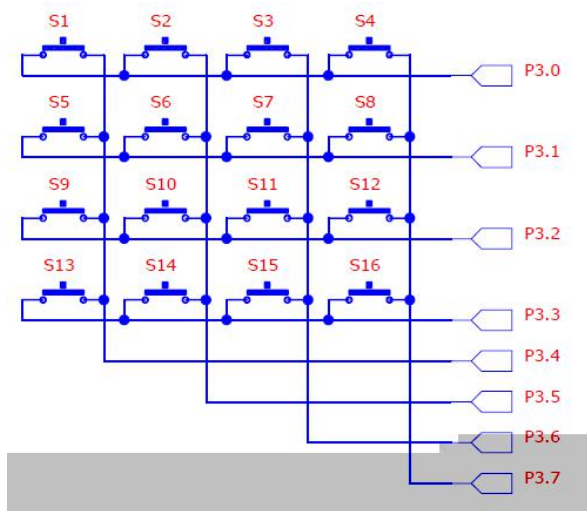 S1 S2 S3 S4
P3.0
S5 S6 S7 S8
P3.1
S9 S10 S11 S12
P3.2
S13 S14 S15 S16
P3.3
P3.4
P3.5
P3.6
P3.7